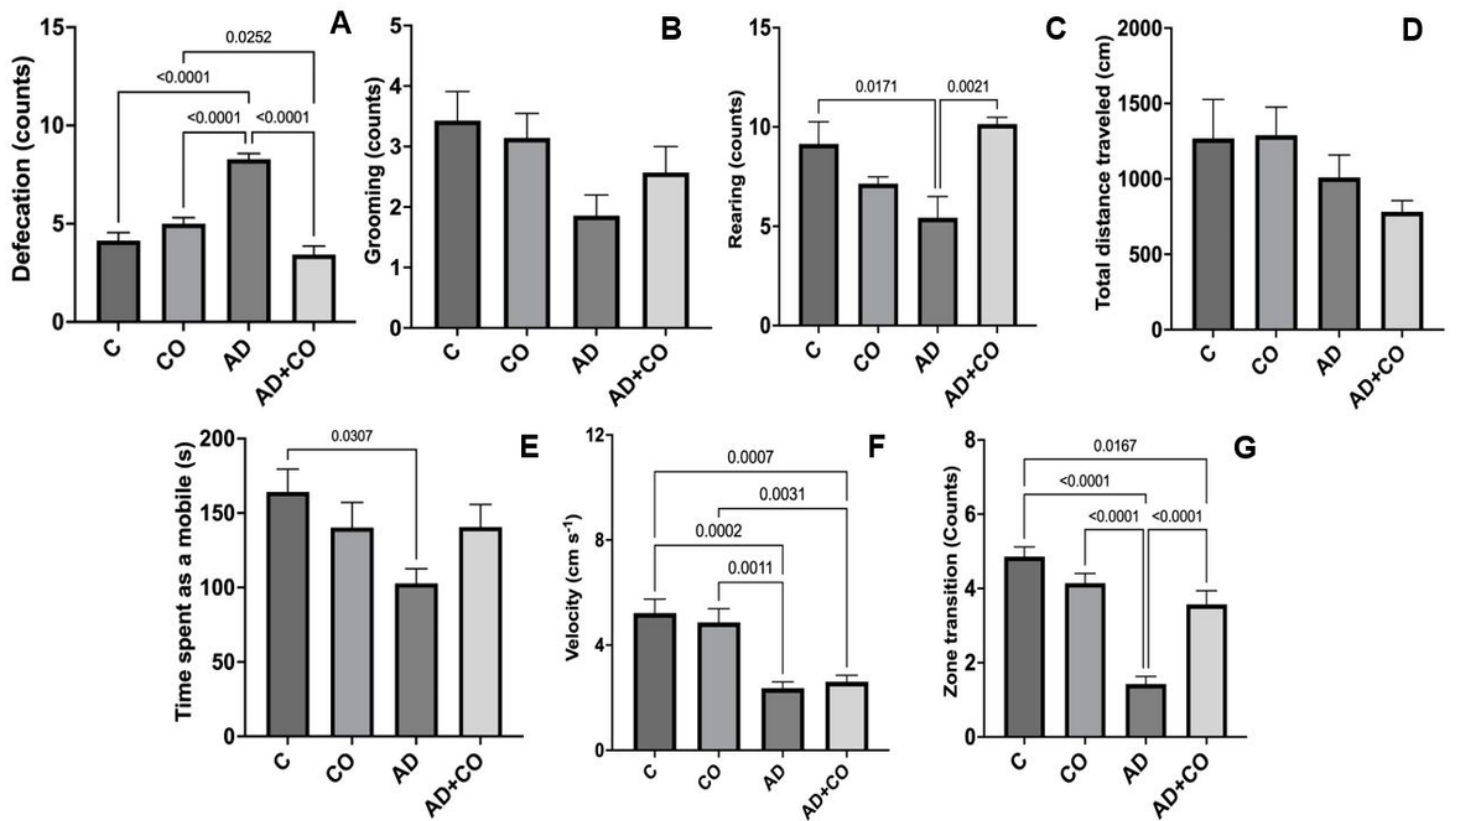 A
Defecation (counts)
15
10
5
0
0.0252
<0.0001
<0.0001
<0.0001
C
CO
AD
AD+CO
B
Grooming (counts)
5
4
3
2
1
0
C
CO
AD
AD+CO
C
Rearing (counts)
15
10
5
0
0.0171
0.0021
C
CO
AD
AD+CO
D
Total distance traveled (cm)
2000
1500
1000
500
0
C
CO
AD
AD+CO
E
Time spent as a mobile (s)
200
150
100
50
0
0.0307
C
CO
AD
AD+CO
F
Velocity (cm s-1)
12
8
4
0
0.0007
0.0031
0.0002
0.0011
C
CO
AD
AD+CO
G
Zone transition (Counts)
8
6
4
2
0
0.0167
<0.0001
<0.0001
<0.0001
C
CO
AD
AD+CO